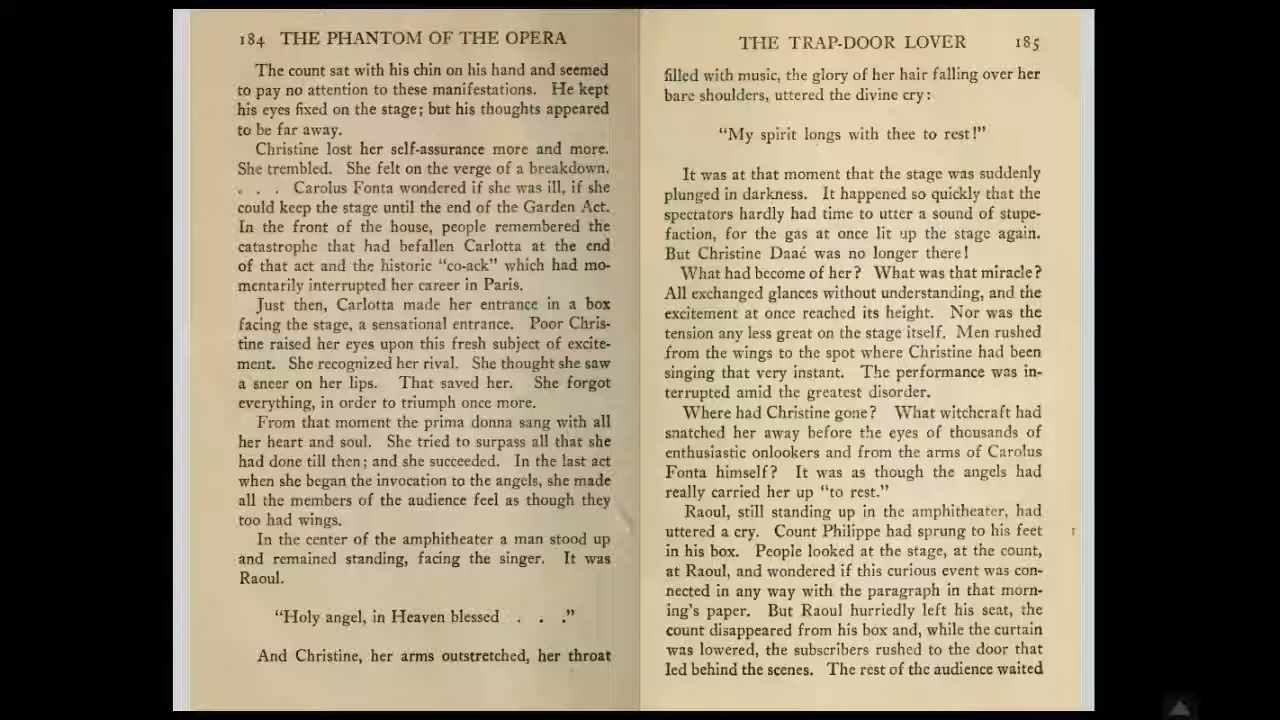 184 THE PHANTOM OF THE OPERA
The count sat with his chin on his hand and seemed
to pay no attention to these manifestations. He kept
his eyes fixed on the stage; but his thoughts appeared
to be far away.
Christine lost her self-assurance more and more.
She trembled. She felt on the verge of a breakdown.
. . . Carolus Fonta wondered if she was ill, if she
could keep the stage until the end of the Garden Act.
In the front of the house, people remembered the
catastrophe that had befallen Carlotta at the end
of that act and the historic "co-ack" which had mo-
mentarily interrupted her career in Paris.
Just then, Carlotta made her entrance in a box
facing the stage, a sensational entrance. Poor Chris-
tine raised her eyes upon this fresh subject of excite-
ment. She recognized her rival. She thought she saw
a sneer on her lips. That saved her. She forgot
everything, in order to triumph once more.
From that moment the prima donna sang with all
her heart and soul. She tried to surpass all that she
had done till then; and she succeeded. In the last act
when she began the invocation to the angels, she made
all the members of the audience feel as though they
too had wings.
In the center of the amphitheater a man stood up
and remained standing, facing the singer. It was
Raoul.
"Holy angel, in Heaven blessed . . ."
And Christine, her arms outstretched, her throat
THE TRAP-DOOR LOVER 185
filled with music, the glory of her hair falling over her
bare shoulders, uttered the divine cry:
"My spirit longs with thee to rest!"
It was at that moment that the stage was suddenly
plunged in darkness. It happened so quickly that the
spectators hardly had time to utter a sound of stupe-
faction, for the gas at once lit up the stage again.
But Christine Daaé was no longer there!
What had become of her? What was that miracle?
All exchanged glances without understanding, and the
excitement at once reached its height. Nor was the
tension any less great on the stage itself. Men rushed
from the wings to the spot where Christine had been
singing that very instant. The performance was in-
terrupted amid the greatest disorder.
Where had Christine gone? What witchcraft had
snatched her away before the eyes of thousands of
enthusiastic onlookers and from the arms of Carolus
Fonta himself? It was as though the angels had
really carried her up "to rest."
Raoul, still standing up in the amphitheater, had
uttered a cry. Count Philippe had sprung to his feet
in his box. People looked at the stage, at the count,
at Raoul, and wondered if this curious event was con-
nected in any way with the paragraph in that morn-
ing's paper. But Raoul hurriedly left his seat, the
count disappeared from his box and, while the curtain
was lowered, the subscribers rushed to the door that
led behind the scenes. The rest of the audience waited